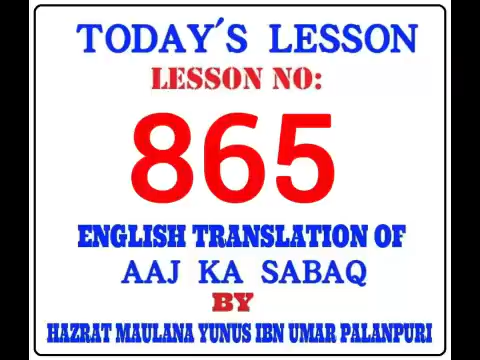 TODAY'S LESSON
LESSON NO:
865
ENGLISH TRANSLATION OF
AAJ KA SABAQ
BY
HAZRAT MAULANA YUNUS IBN UMAR PALANPURI